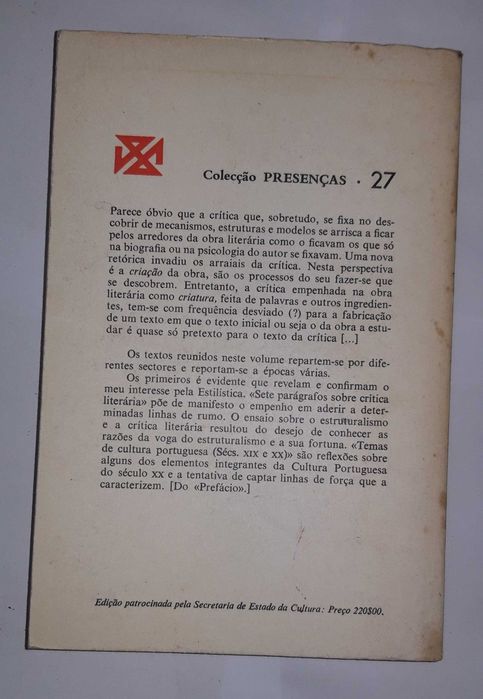 Colecção PRESENÇAS . 27
Parece óbvio que a crítica que, sobretudo, se fixa no des-
cobrir de mecanismos, estruturas e modelos se arrisca a ficar
pelos arredores da obra literária como o ficavam os que só
na biografia ou na psicologia do autor se fixavam. Uma nova
retórica invadiu os arraiais da crítica. Nesta perspectiva
é a criação da obra, são os processos do seu fazer-se que
se descobrem. Entretanto, a crítica empenhada na obra
literária como criatura, feita de palavras e outros ingredien-
tes, tem-se com frequência desviado (?) para a fabricação
de um texto em que o texto inicial ou seja o da obra a estu-
dar é quase só pretexto para o texto da crítica [...]
Os textos reunidos neste volume repartem-se por dife-
rentes sectores e reportam-se a épocas várias.
Os primeiros é evidente que revelam e confirmam o
meu interesse pela Estilística. «Sete parágrafos sobre crítica
literária» põe de manifesto o empenho em aderir a deter-
minadas linhas de rumo. O ensaio sobre o estruturalismo
e a crítica literária resultou do desejo de conhecer as
razões da voga do estruturalismo e a sua fortuna. «Temas
de cultura portuguesa (Sécs. XIX e XX)» são reflexões sobre
alguns dos elementos integrantes da Cultura Portuguesa
do século XX e a tentativa de captar linhas de força que a
caracterizem. [Do «Prefácio».]
Edição patrocinada pela Secretaria de Estado da Cultura: Preço 220$00.